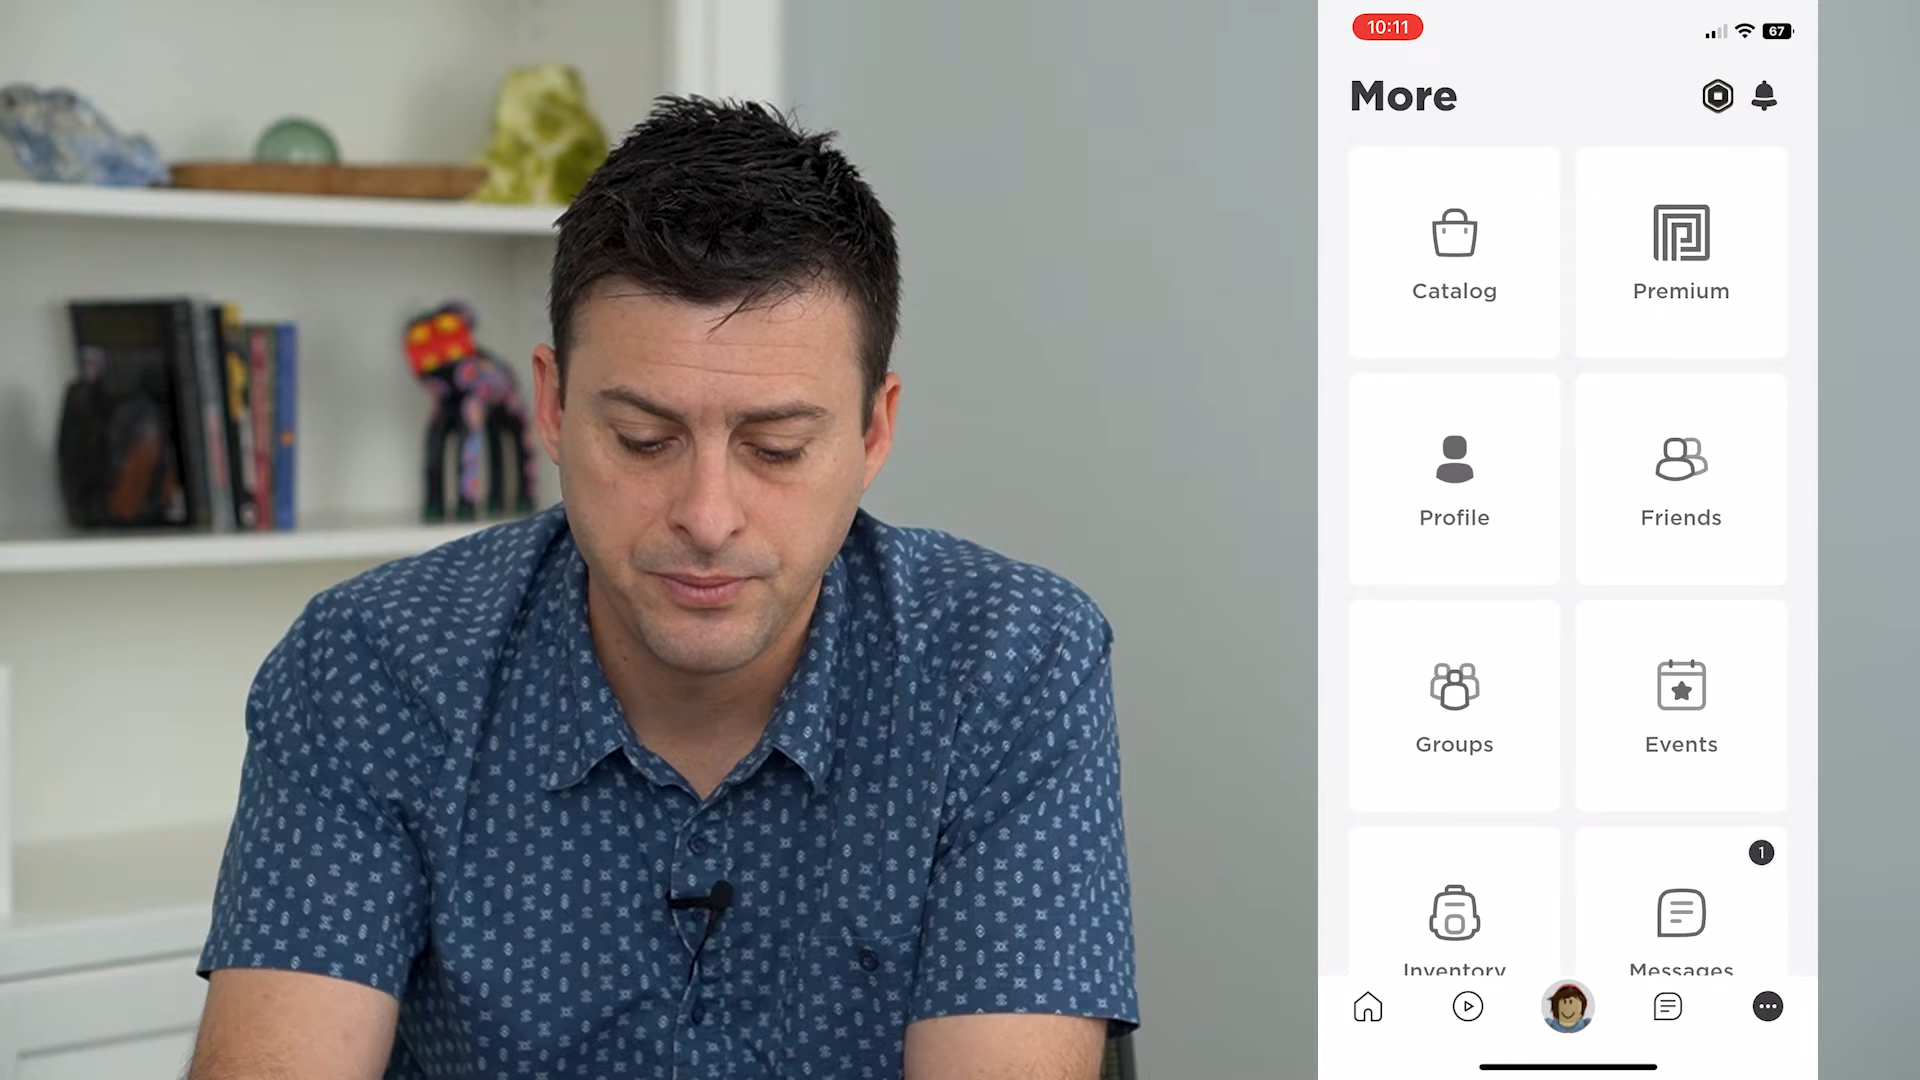 10:11
67
More
Catalog
Premium
Profile
Friends
Groups
Events
1
Inventory
Messages